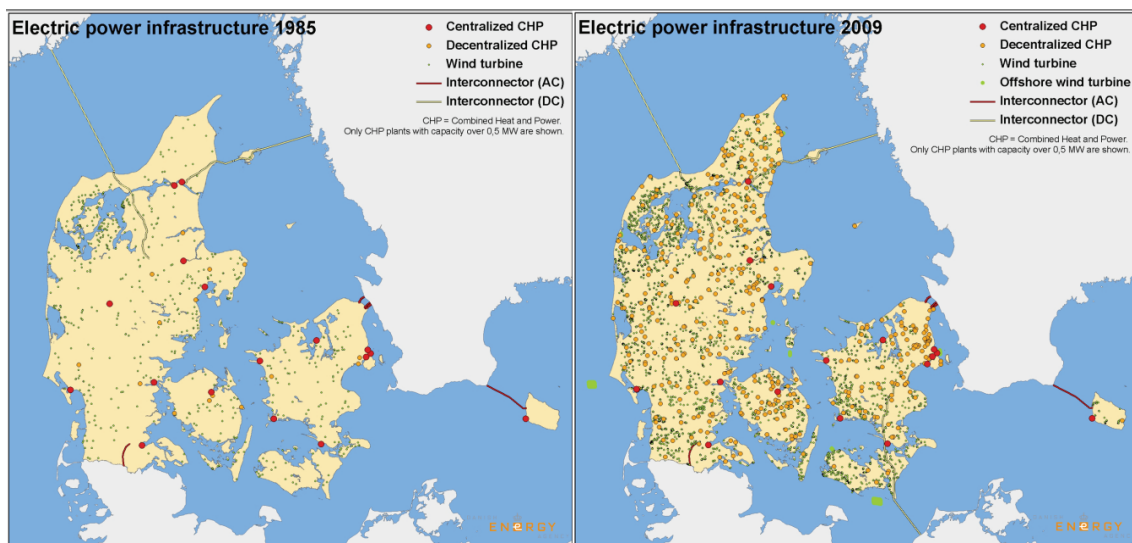 Electric power infrastructure 1985
Centralized CHP
Decentralized CHP
Wind turbine
Interconnector (AC)
Interconnector (DC)
CHP = Combined Heat and Power.
Only CHP plants with capacity over 0,5 MW are shown.
ENeRGY
Electric power infrastructure 2009
Centralized CHP
Decentralized CHP
Wind turbine
Offshore wind turbine
Interconnector (AC)
Interconnector (DC)
CHP = Combined Heat and Power.
Only CHP plants with capacity over 0,5 MW are shown.
ENeRGY